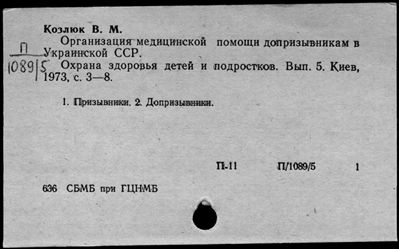 Козлюк В. М.
Организация медицинской помощи допризывникам в
Украинской ССР.
П
1089/5
Охрана здоровья детей и подростков. Вып. 5. Киев,
1973, с. 3—8.
1. Призывники. 2. Допризывники.
П-11 П/1089/5 1
636 СБМБ при ГЦНМБ